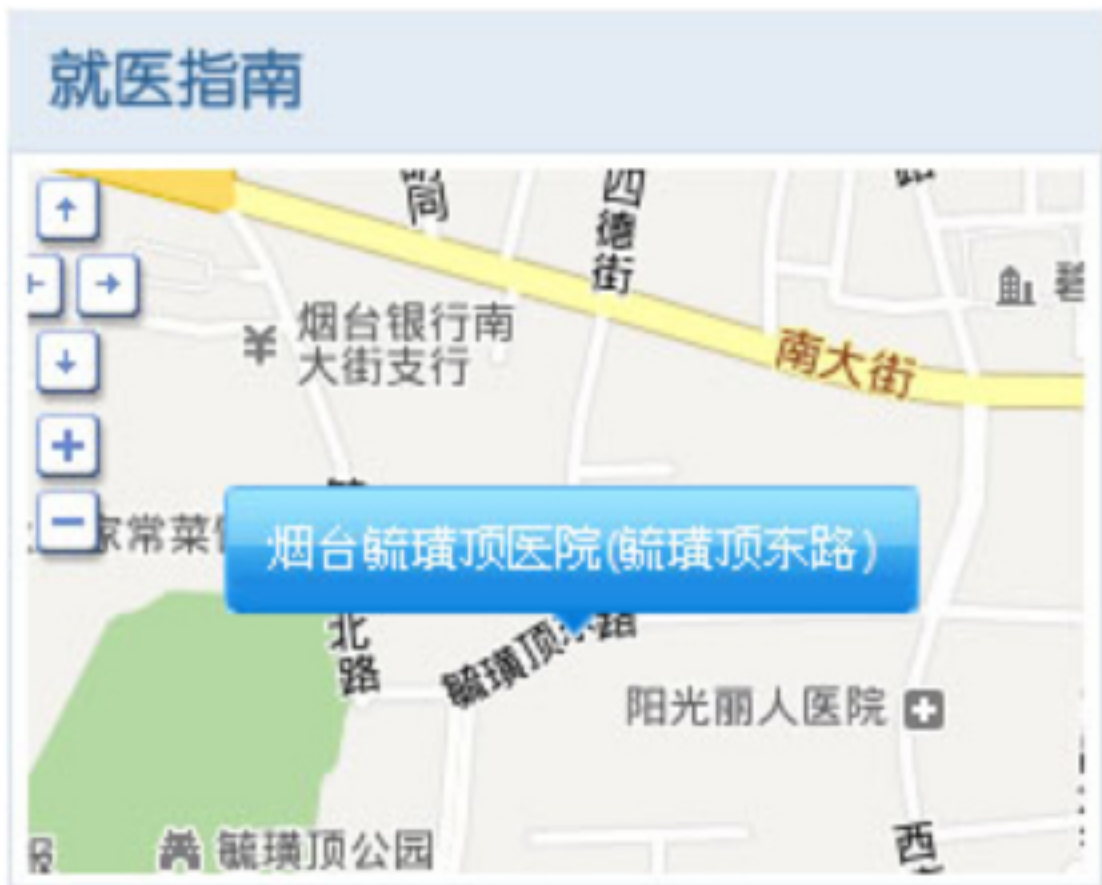 就医指南
同
四德街
烟台银行南
大街支行
南大街
家常菜
烟台毓璜顶医院(毓璜顶东路)
北路
毓璜顶东路
阳光丽人医院
毓璜顶公园
西